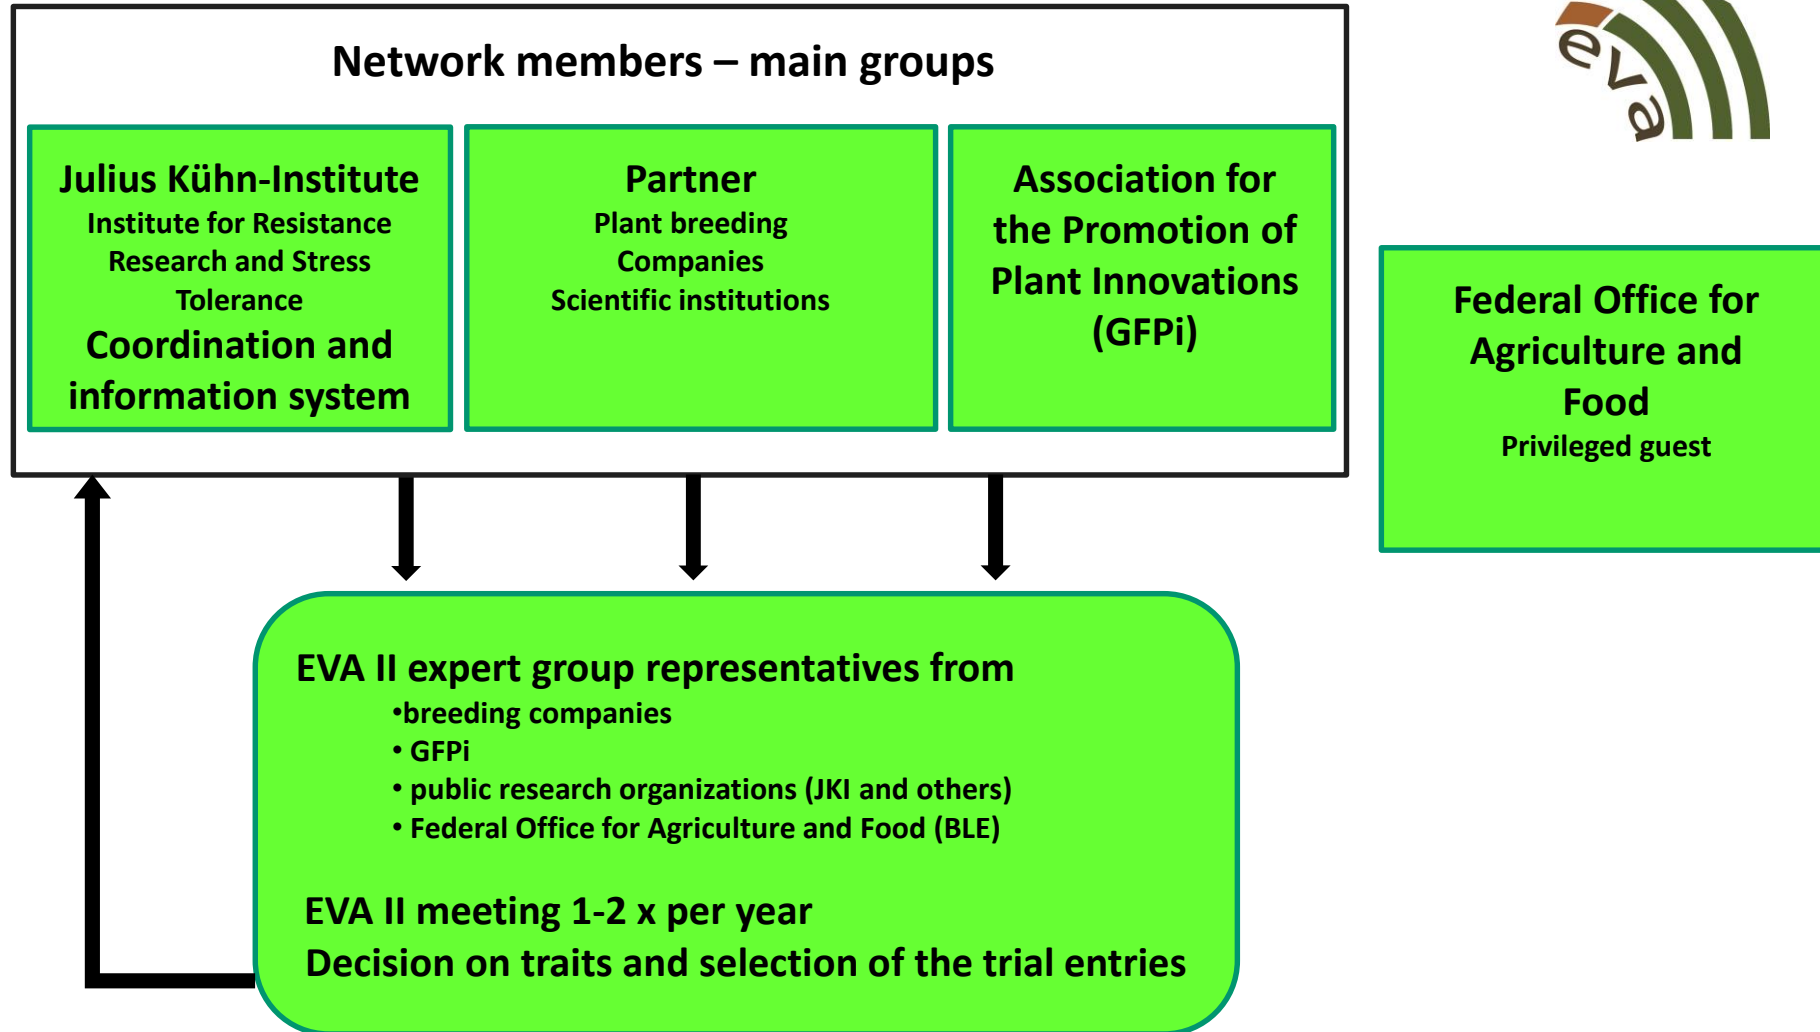 Network members – main groups
Julius Kühn-Institute
Institute for Resistance
Research and Stress
Tolerance
Coordination and
information system
Partner
Plant breeding
Companies
Scientific institutions
Association for
the Promotion of
Plant Innovations
(GFPi)
eva
Federal Office for
Agriculture and
Food
Privileged guest
EVA II expert group representatives from
•breeding companies
• GFPi
• public research organizations (JKI and others)
• Federal Office for Agriculture and Food (BLE)
EVA II meeting 1-2 x per year
Decision on traits and selection of the trial entries